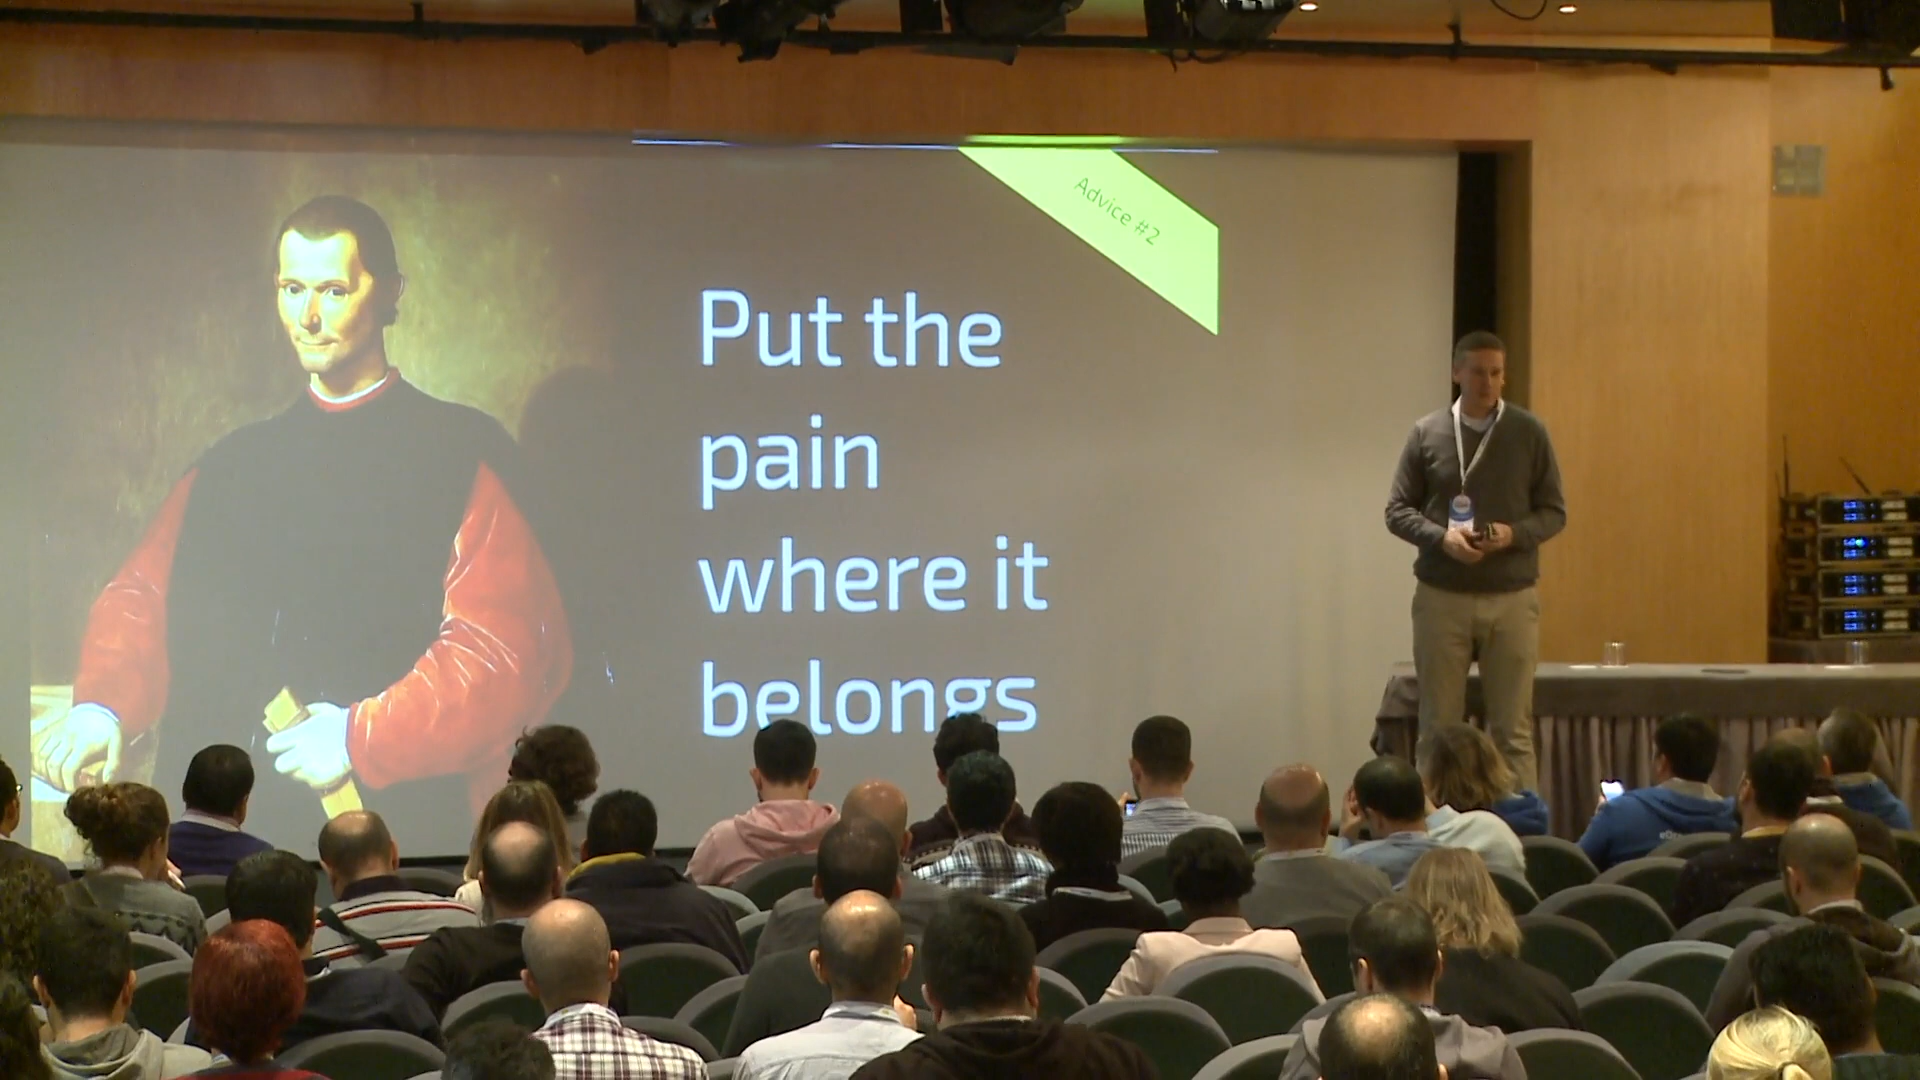 Advice #2
Put the
pain
where it
belongs